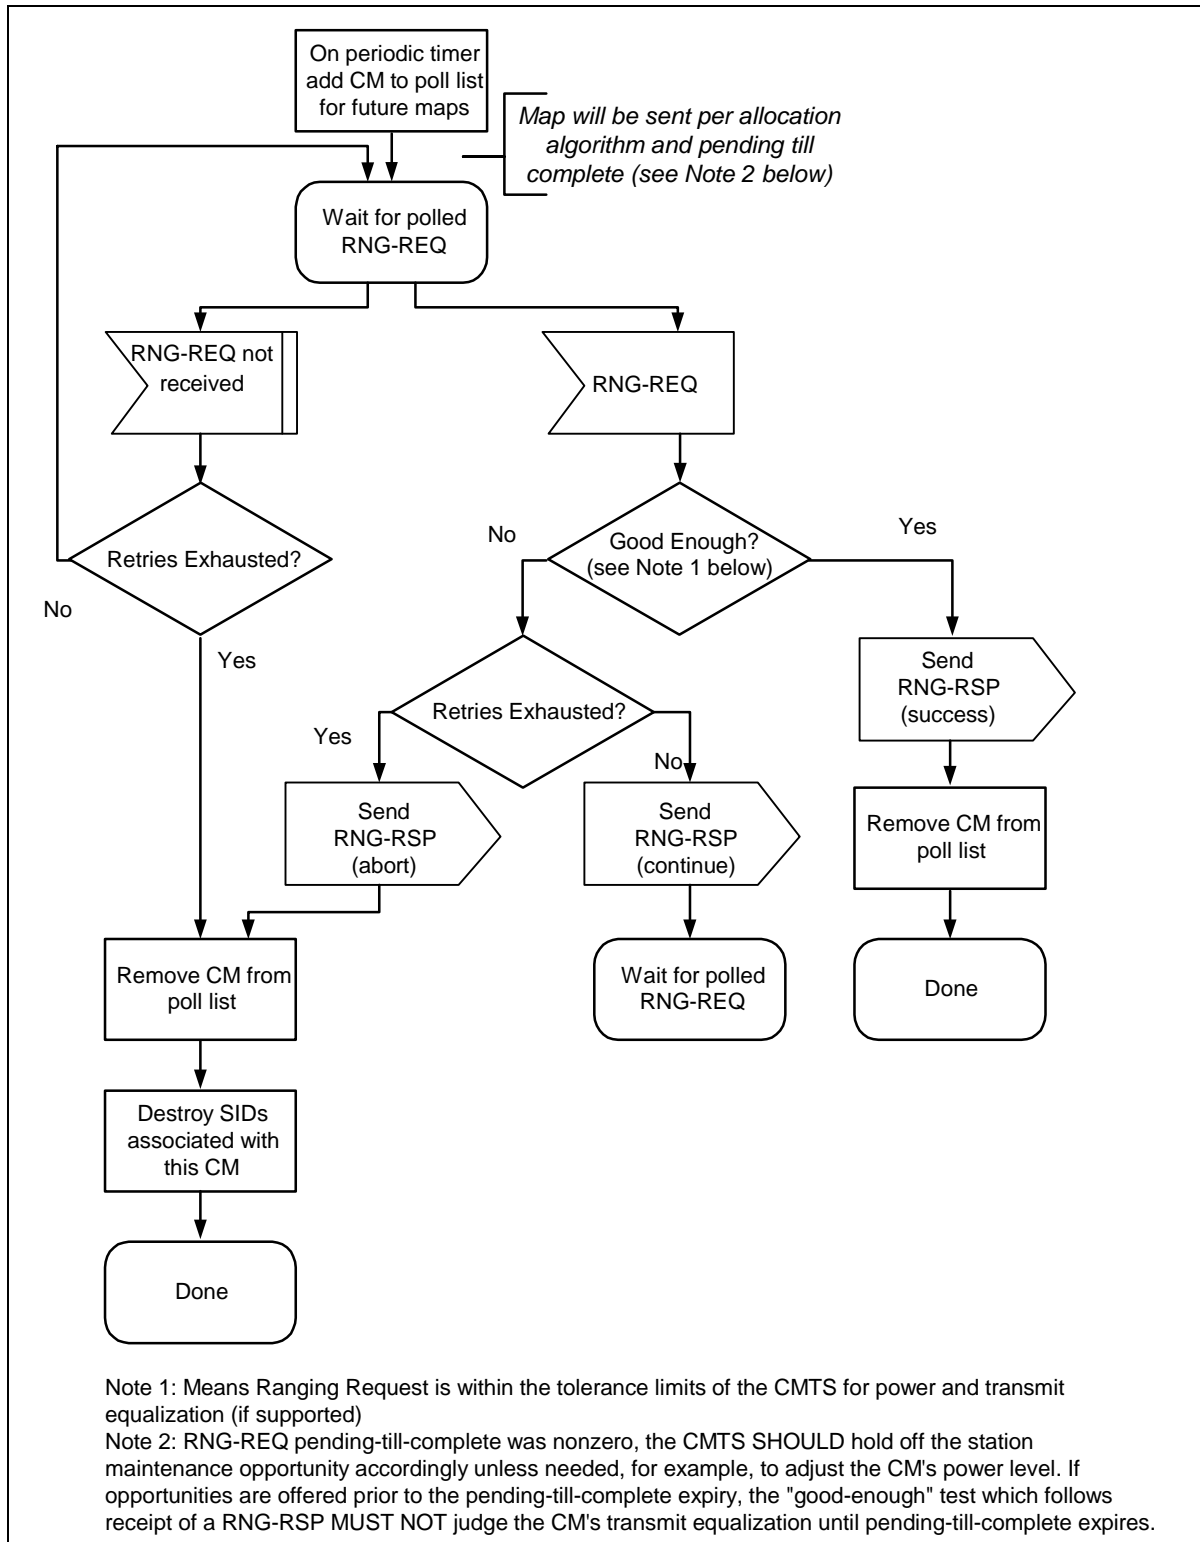 On periodic timer
add CM to poll list
for future maps
Map will be sent per allocation
algorithm and pending till
complete (see Note 2 below)
Wait for polled
RNG-REQ
RNG-REQ not
received
RNG-REQ
Retries Exhausted?
No
Yes
Good Enough?
(see Note 1 below)
No
Yes
Retries Exhausted?
Yes
No
Send
RNG-RSP
(success)
Send
RNG-RSP
(abort)
Send
RNG-RSP
(continue)
Remove CM from
poll list
Remove CM from
poll list
Wait for polled
RNG-REQ
Done
Destroy SIDs
associated with
this CM
Done
Note 1: Means Ranging Request is within the tolerance limits of the CMTS for power and transmit
equalization (if supported)
Note 2: RNG-REQ pending-till-complete was nonzero, the CMTS SHOULD hold off the station
maintenance opportunity accordingly unless needed, for example, to adjust the CM's power level. If
opportunities are offered prior to the pending-till-complete expiry, the "good-enough" test which follows
receipt of a RNG-RSP MUST NOT judge the CM's transmit equalization until pending-till-complete expires.